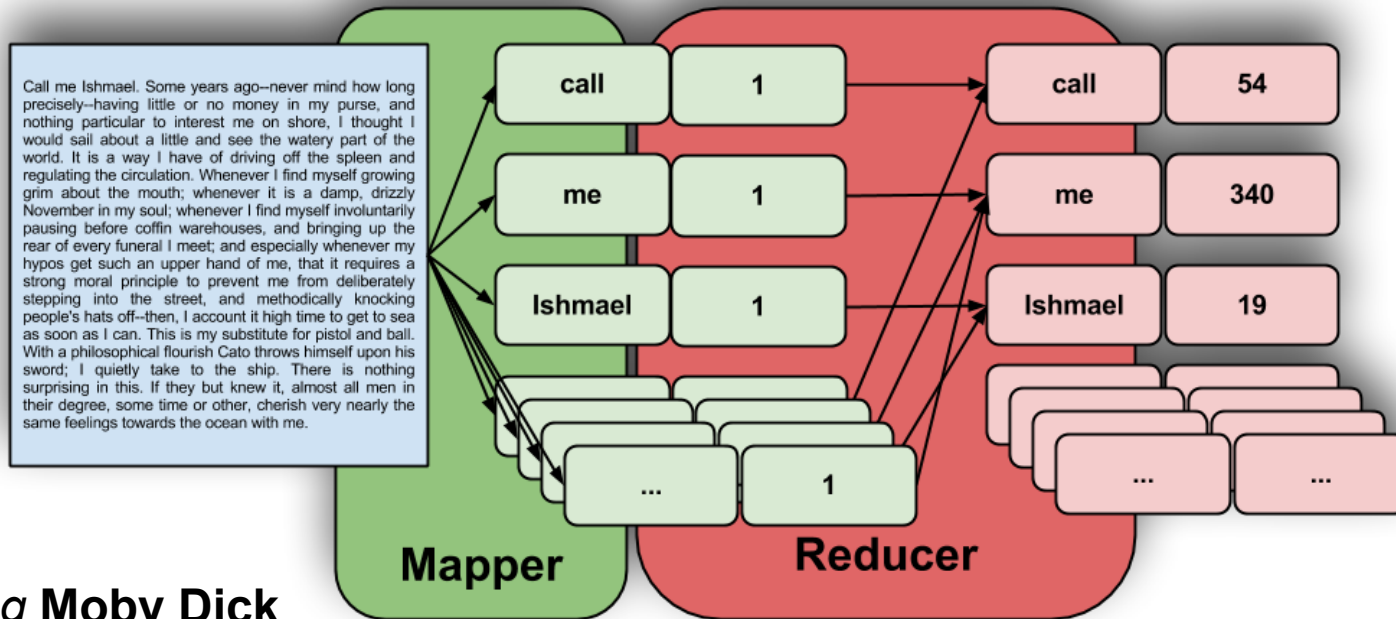 Call me Ishmael. Some years ago--never mind how long
precisely--having little or no money in my purse, and
nothing particular to interest me on shore, I thought I
would sail about a little and see the watery part of the
world. It is a way I have of driving off the spleen and
regulating the circulation. Whenever I find myself growing
grim about the mouth; whenever it is a damp, drizzly
November in my soul; whenever I find myself involuntarily
pausing before coffin warehouses, and bringing up the
rear of every funeral I meet; and especially whenever my
hypos get such an upper hand of me, that it requires a
strong moral principle to prevent me from deliberately
stepping into the street, and methodically knocking
people's hats off--then, I account it high time to get to sea
as soon as I can. This is my substitute for pistol and ball.
With a philosophical flourish Cato throws himself upon his
sword; I quietly take to the ship. There is nothing
surprising in this. If they but knew it, almost all men in
their degree, some time or other, cherish very nearly the
same feelings towards the ocean with me.
call 1 call 54
me 1 me 340
Ishmael 1 Ishmael 19
... 1 ... ...
Mapper
Reducer
Moby Dick